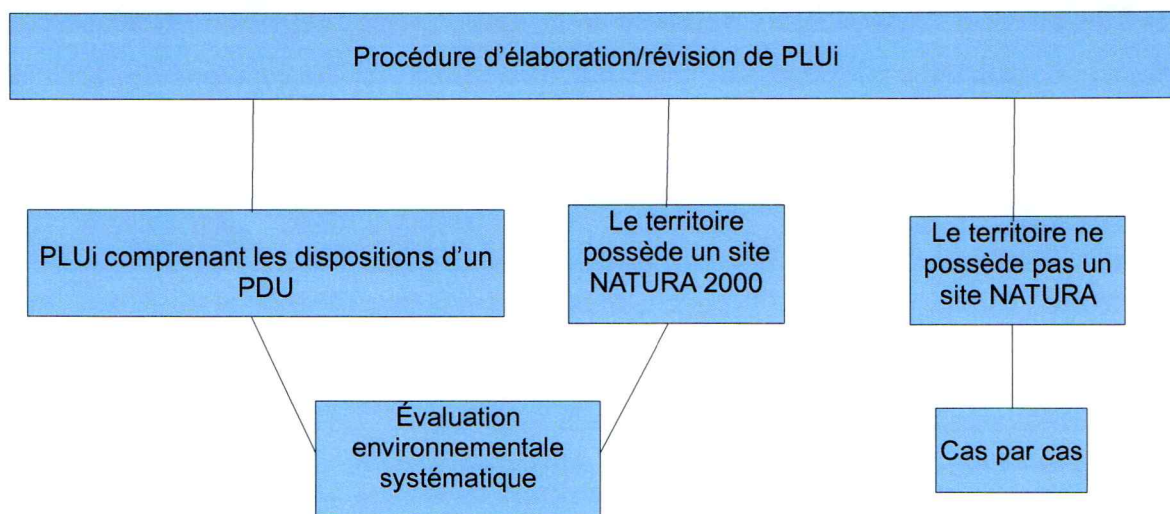 Procédure d'élaboration/révision de PLUi
PLUi comprenant les dispositions d'un
PDU
Le territoire
possède un site
NATURA 2000
Le territoire ne
possède pas un
site NATURA
Évaluation
environnementale
systématique
Cas par cas